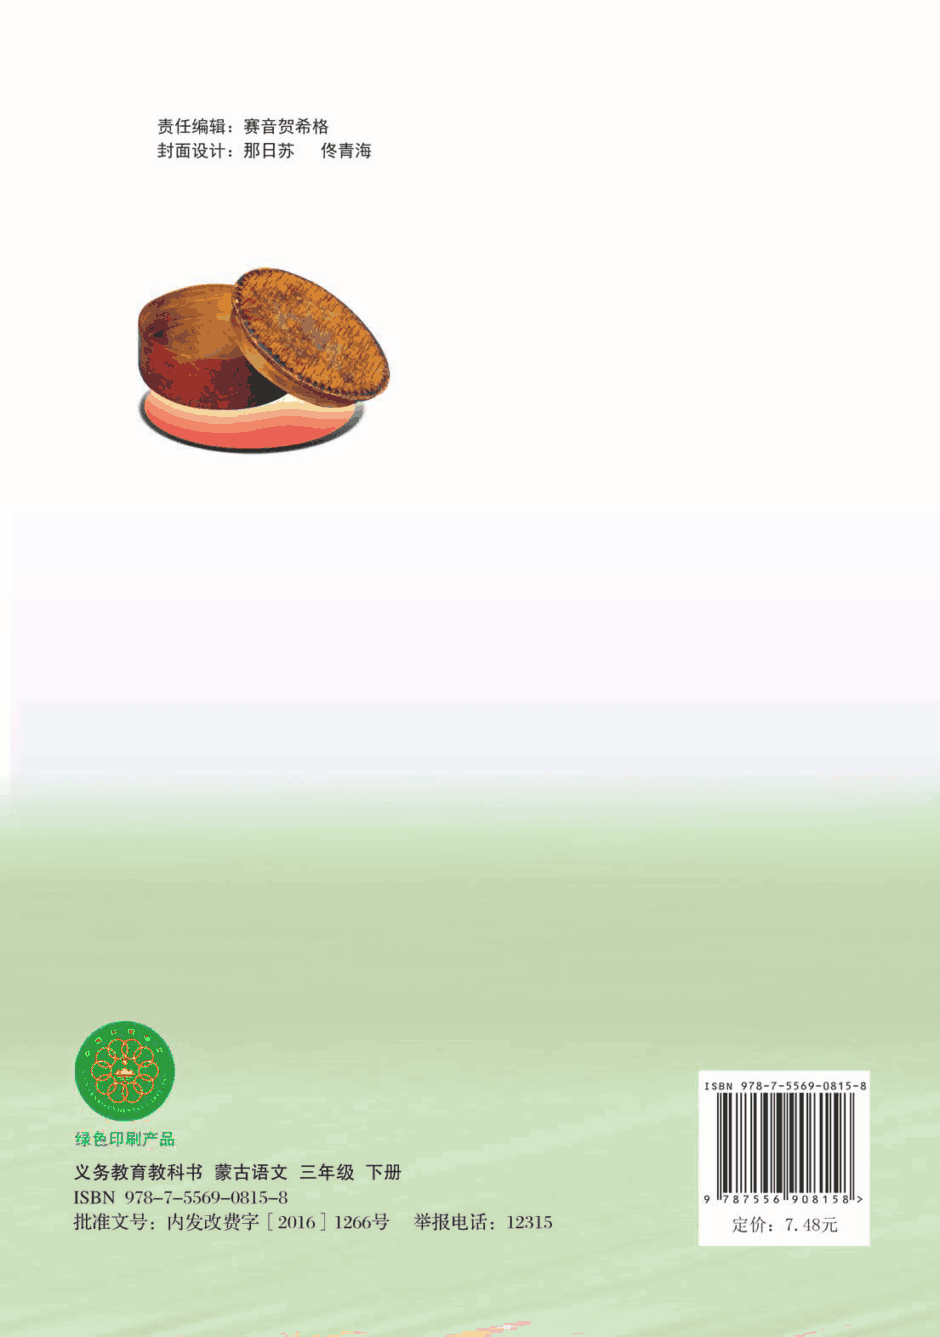 责任编辑：赛音贺希格
封面设计：那日苏 佟青海
绿色印刷产品
义务教育教科书 蒙古语文 三年级 下册
ISBN 978-7-5569-0815-8
批准文号：内发改费字［2016］1266号 举报电话：12315
ISBN 978-7-5569-0815-8
9 787556 908158 >
定价：7.48元